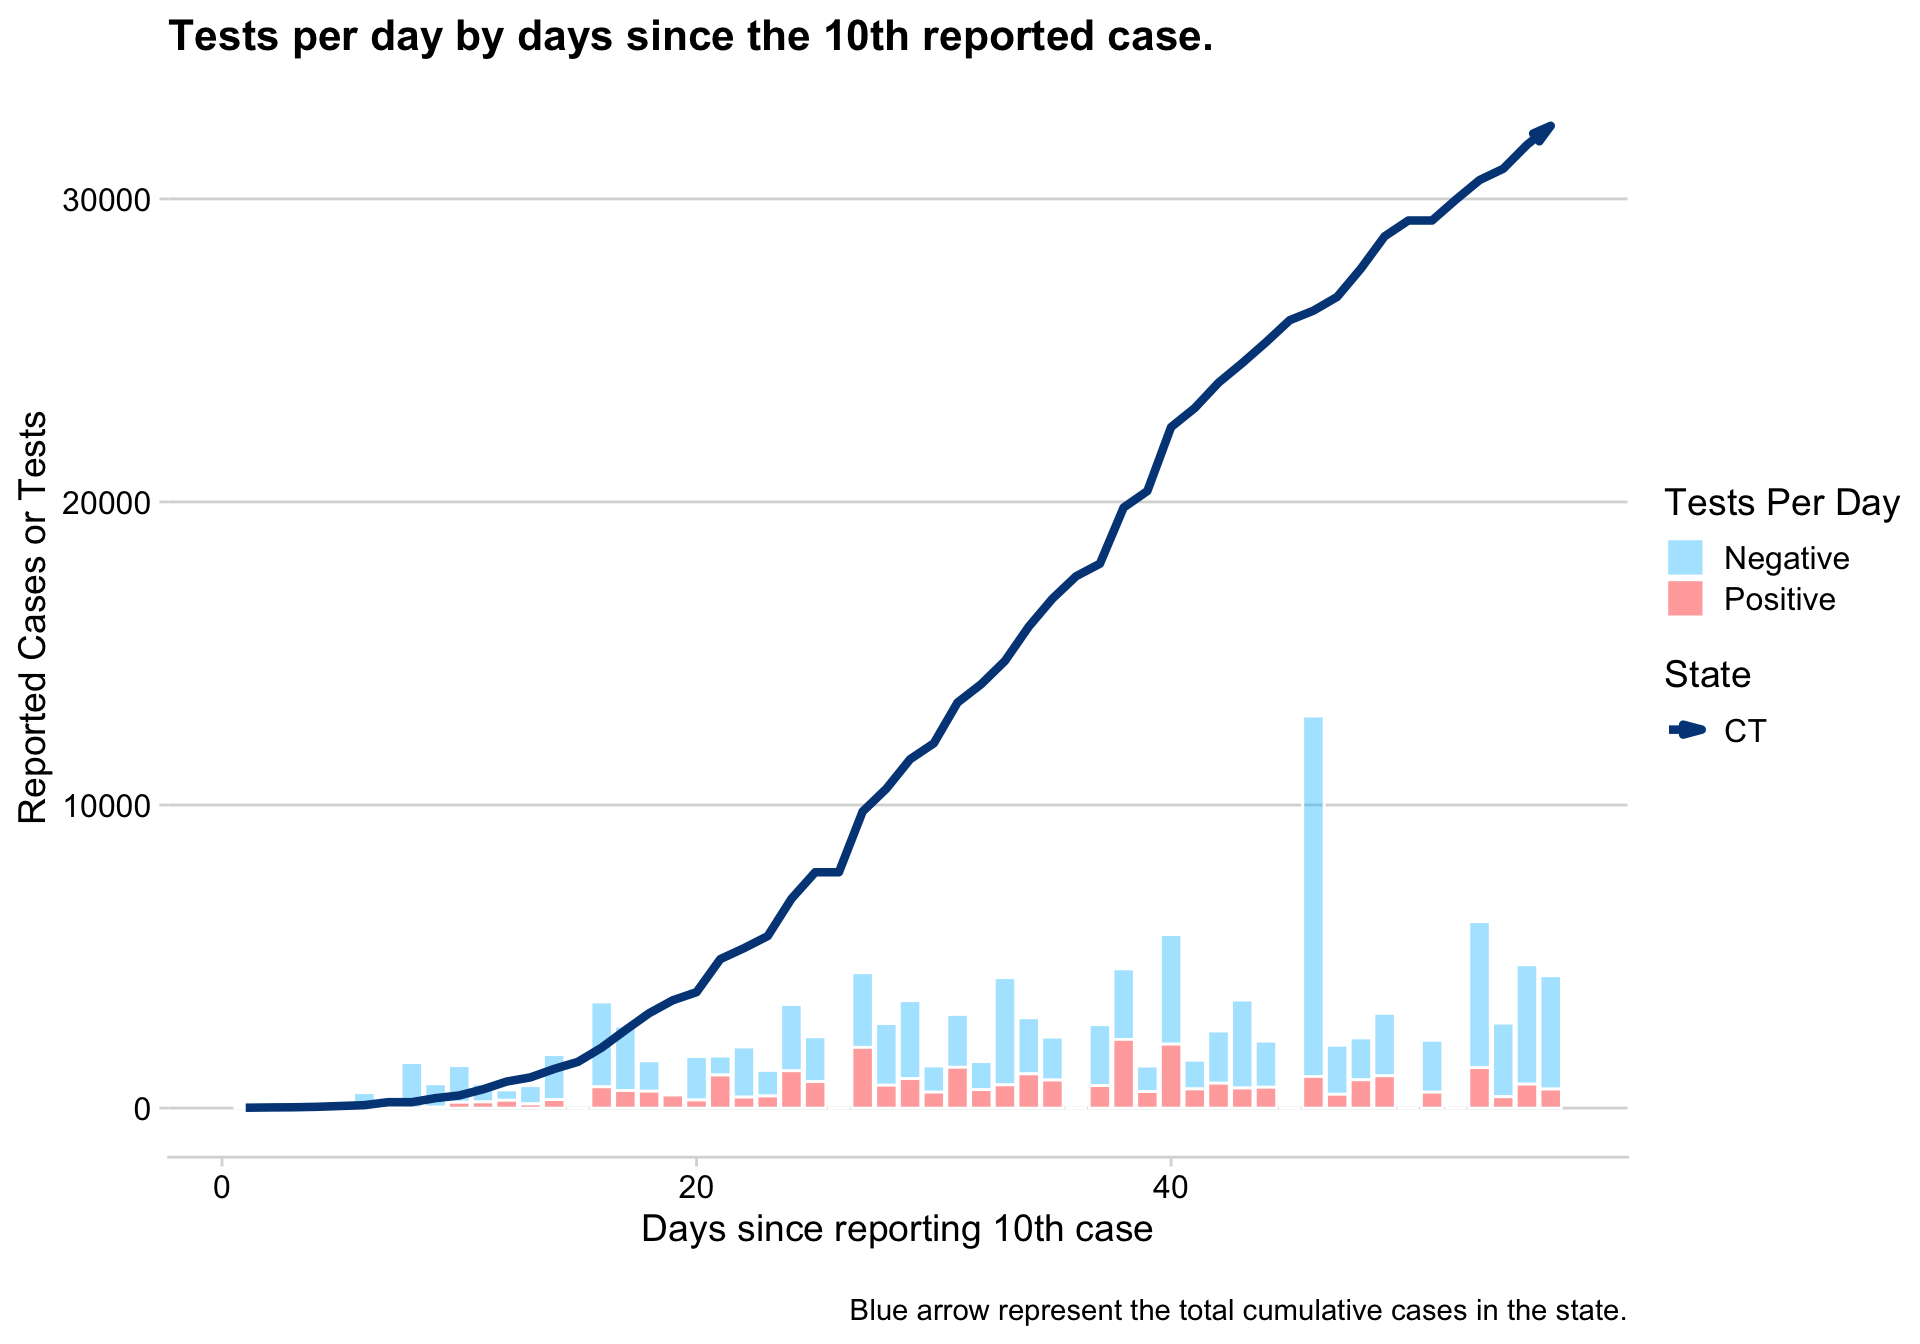 Tests per day by days since the 10th reported case.
Reported Cases or Tests
30000
20000
10000
0
0 20 40
Days since reporting 10th case
Tests Per Day
Negative
Positive
State
CT
Blue arrow represent the total cumulative cases in the state.